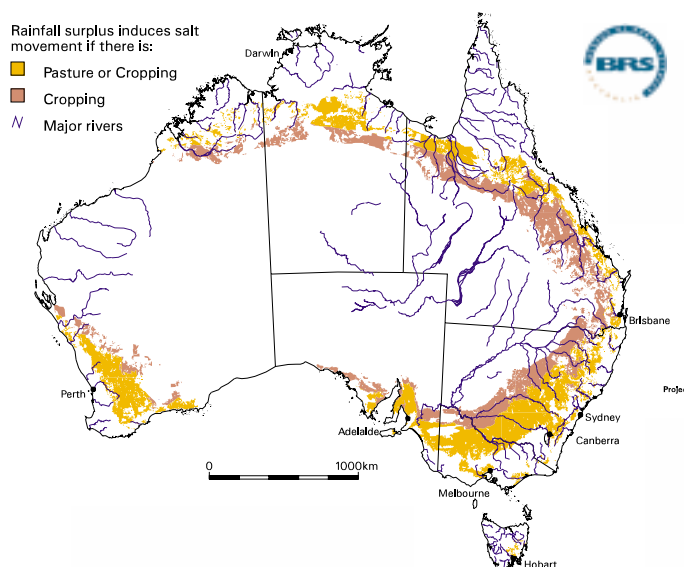 Rainfall surplus induces salt
movement if there is:
Pasture or Cropping
Cropping
Major rivers
Darwin
BRS
Brisbane
Perth
Projec
Sydney
Adelaide
Canberra
0 1000km
Melbourne
Hobart